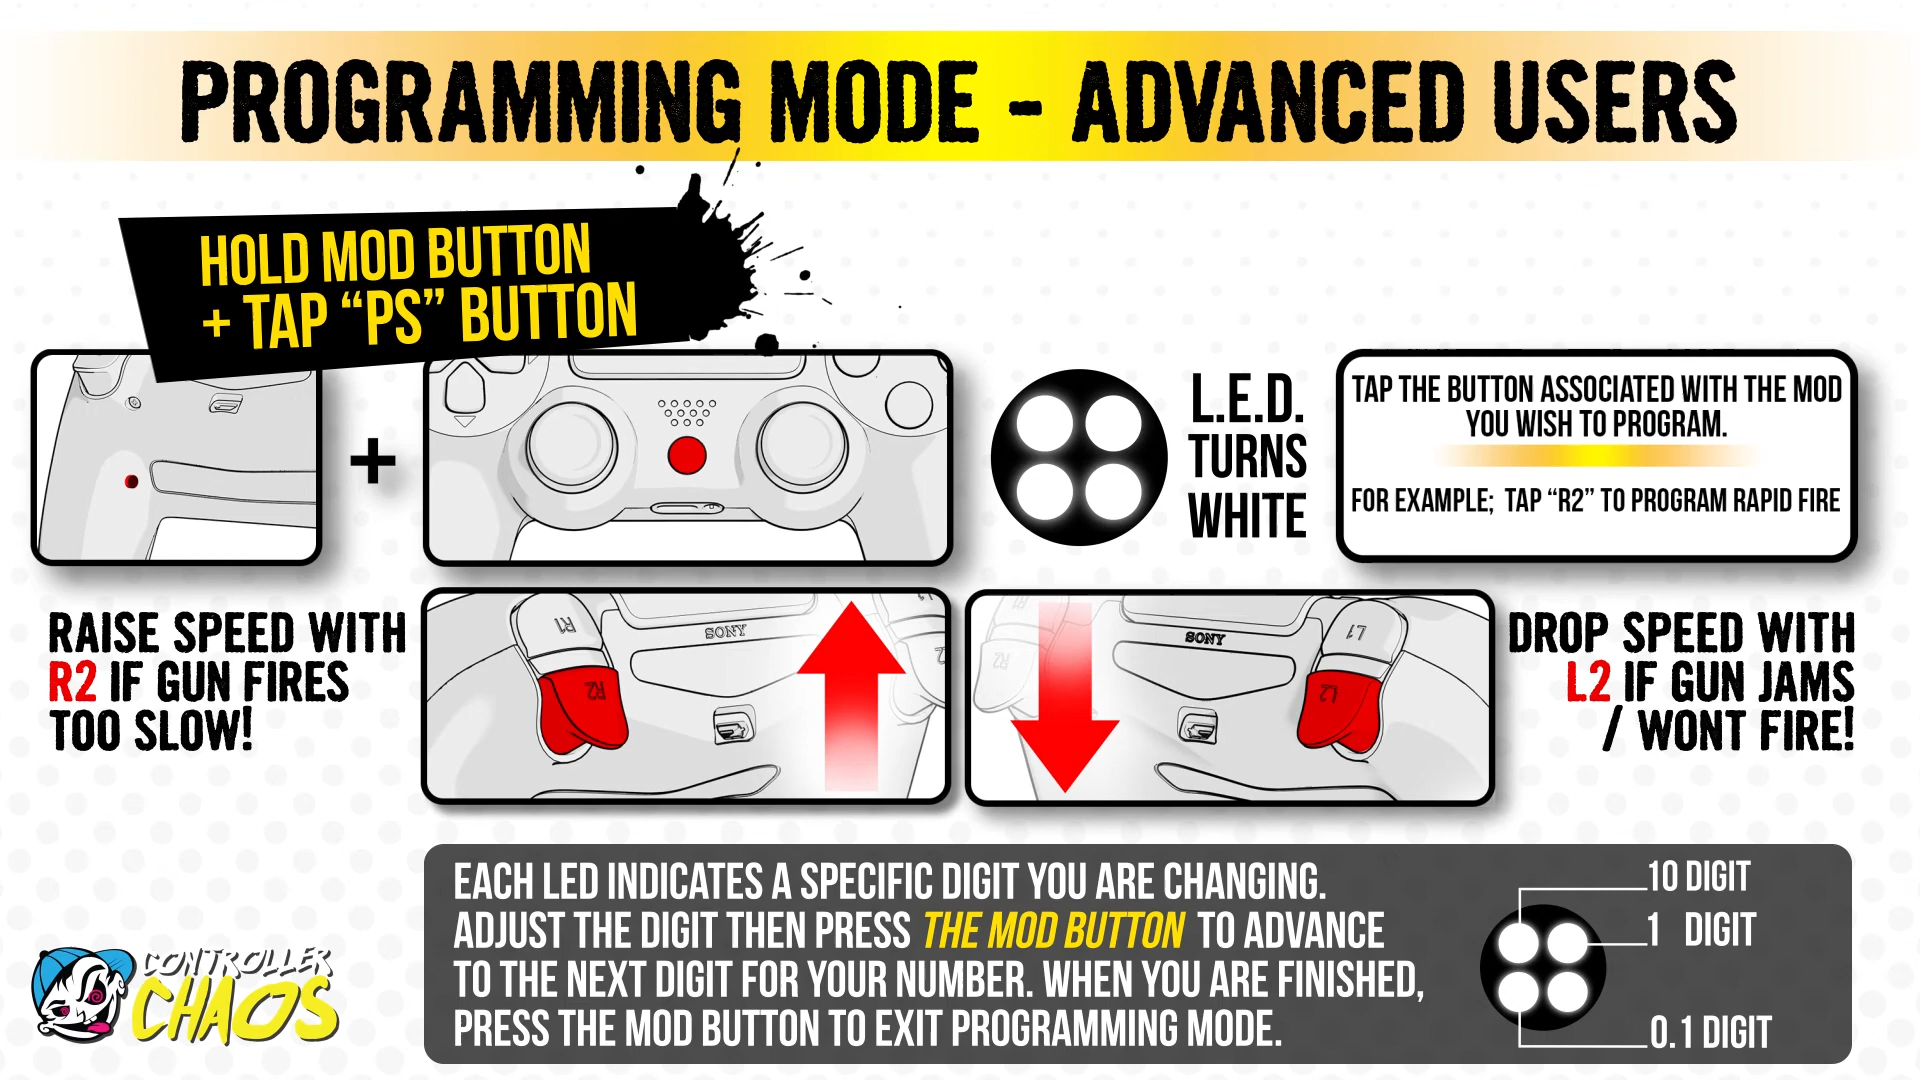 PROGRAMMING MODE - ADVANCED USERS
HOLD MOD BUTTON
+ TAP “PS” BUTTON
+
L.E.D.
TURNS
WHITE
TAP THE BUTTON ASSOCIATED WITH THE MOD
YOU WISH TO PROGRAM.
FOR EXAMPLE; TAP “R2” TO PROGRAM RAPID FIRE
RAISE SPEED WITH
R2 IF GUN FIRES
TOO SLOW!
R1
R2
SONY
L2
R1
R2
SONY
L1
L2
DROP SPEED WITH
L2 IF GUN JAMS
/ WONT FIRE!
EACH LED INDICATES A SPECIFIC DIGIT YOU ARE CHANGING.
ADJUST THE DIGIT THEN PRESS THE MOD BUTTON TO ADVANCE
TO THE NEXT DIGIT FOR YOUR NUMBER. WHEN YOU ARE FINISHED,
PRESS THE MOD BUTTON TO EXIT PROGRAMMING MODE.
10 DIGIT
1 DIGIT
0.1 DIGIT
CONTROLLER
CHAOS